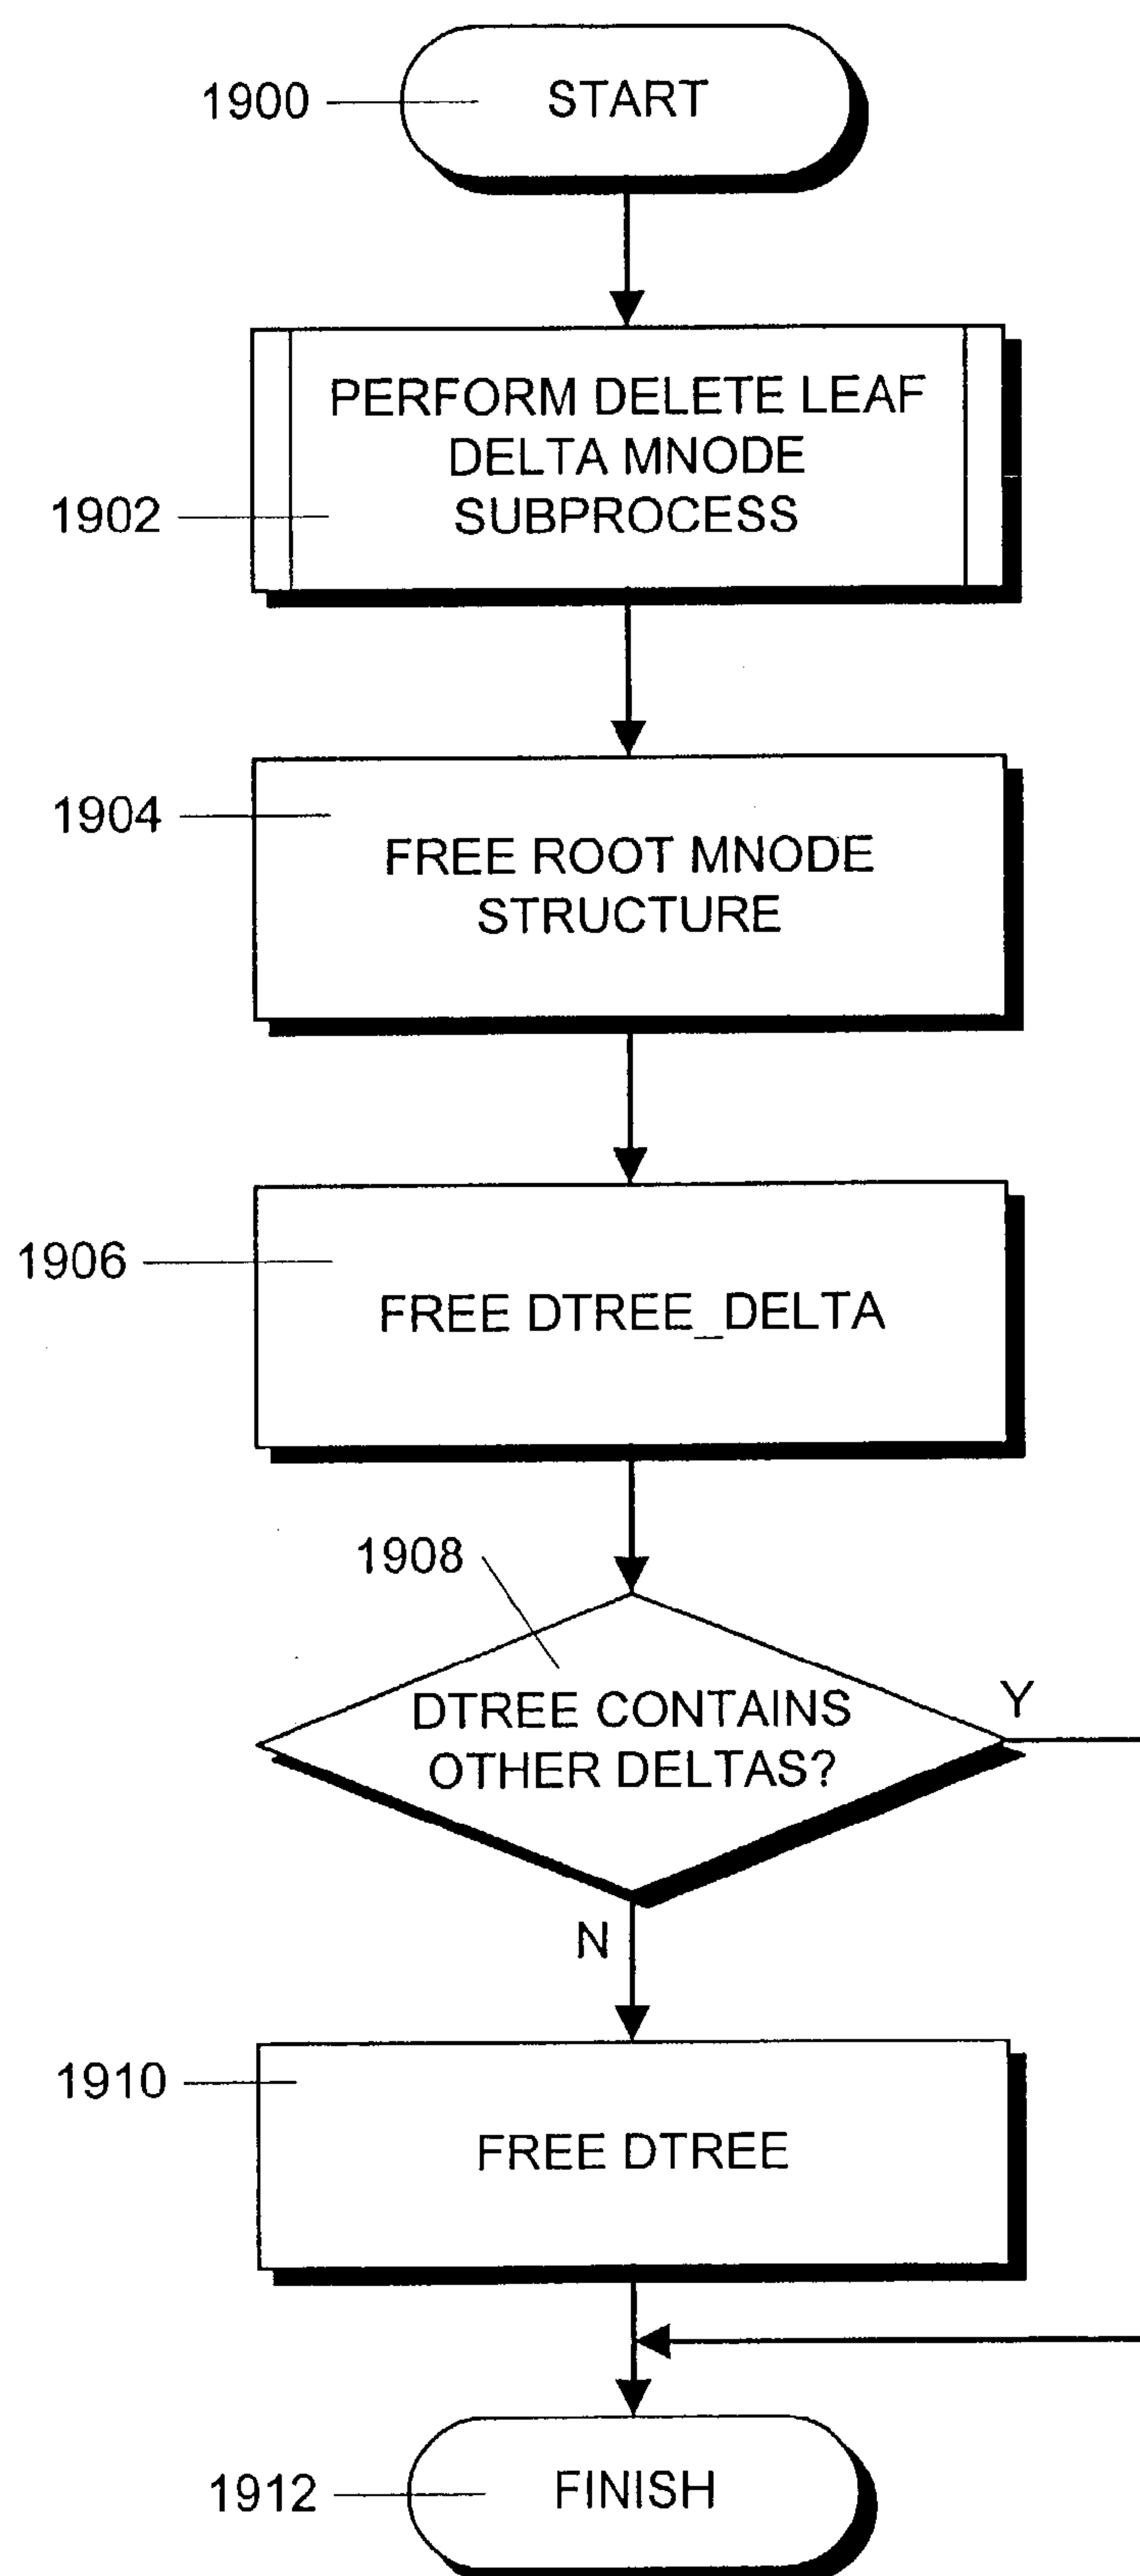 1900
START
PERFORM DELETE LEAF
DELTA MNODE
SUBPROCESS
1902
1904
FREE ROOT MNODE
STRUCTURE
1906
FREE DTREE_DELTA
1908
DTREE CONTAINS
OTHER DELTAS?
Y
N
1910
FREE DTREE
1912
FINISH